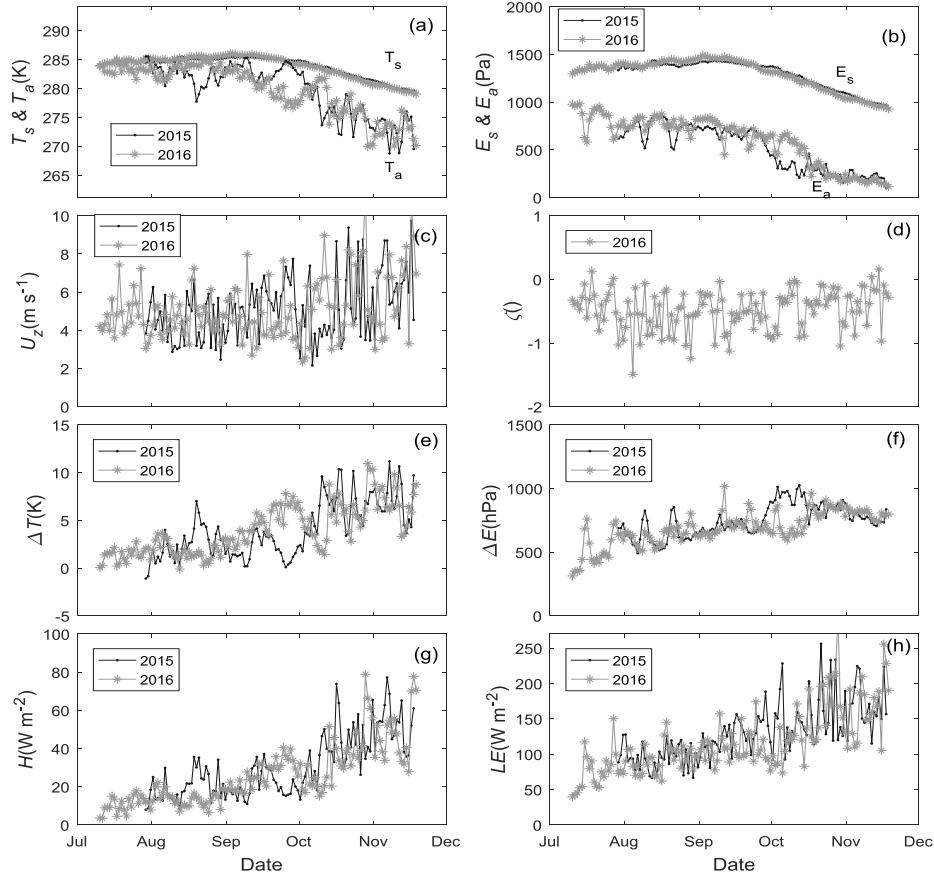 (a)
T_s & T_a(K)
290
285
280
275
270
265
T_s
T_a
2015
2016
(b)
E_s & E_a(Pa)
2000
1500
1000
500
0
2015
2016
E_s
E_a
(c)
U_z(m s^-1)
10
8
6
4
2
0
2015
2016
(d)
ζ()
1
0
-1
-2
2016
(e)
ΔT(K)
15
10
5
0
-5
2015
2016
(f)
ΔE(hPa)
1500
1000
500
0
2015
2016
(g)
H(W m^-2)
100
80
60
40
20
0
2015
2016
Jul Aug Sep Oct Nov Dec
Date
(h)
LE(W m^-2)
250
200
150
100
50
0
2015
2016
Jul Aug Sep Oct Nov Dec
Date